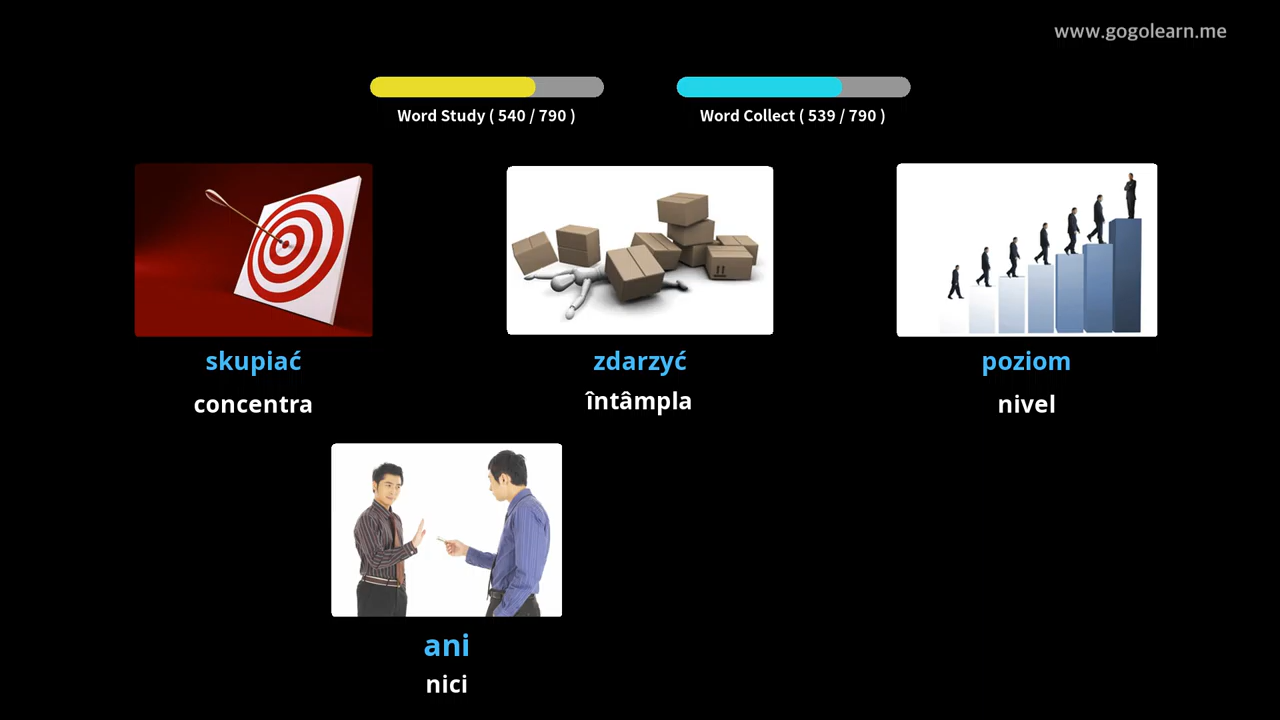 www.gogolearn.me
Word Study ( 540 / 790 )
Word Collect ( 539 / 790 )
skupiać
zdarzyć
poziom
concentra
întâmpla
nivel
ani
nici